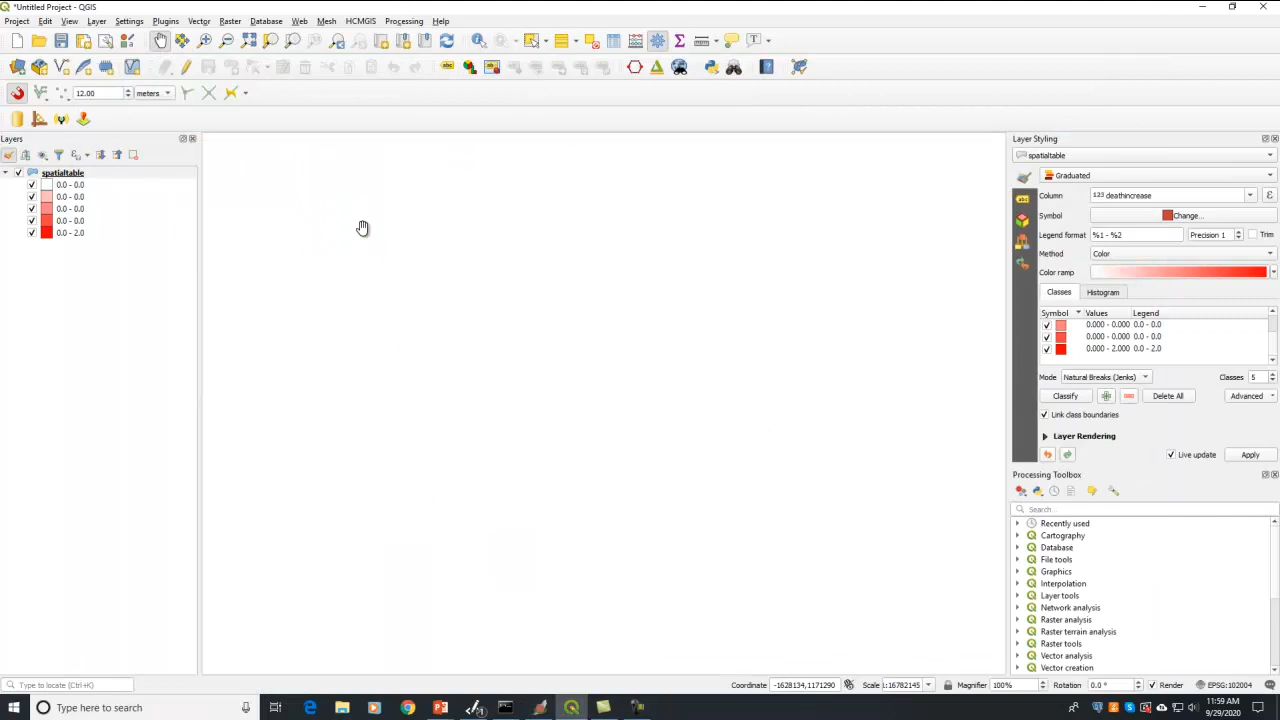 *Untitled Project - QGIS
Project Edit View Layer Settings Plugins Vector Raster Database Web Mesh HCMGIS Processing Help
12.00 meters
Layers
spatialtable
0.0 - 0.0
0.0 - 0.0
0.0 - 0.0
0.0 - 0.0
0.0 - 2.0
Layer Styling
spatialtable
Graduated
Column 123 deathincrease
Symbol Change...
Legend format %1 - %2 Precision 1 Trim
Method Color
Color ramp
Classes Histogram
Symbol Values Legend
0.000 - 0.000 0.0 - 0.0
0.000 - 0.000 0.0 - 0.0
0.000 - 2.000 0.0 - 2.0
Mode Natural Breaks (Jenks) Classes 5
Classify Delete All Advanced
Link class boundaries
Layer Rendering
Live update Apply
Processing Toolbox
Search...
Recently used
Cartography
Database
File tools
Graphics
Interpolation
Layer tools
Network analysis
Raster analysis
Raster terrain analysis
Raster tools
Vector analysis
Vector creation
Type to locate (Ctrl+K) Coordinate -1628134,1171290 Scale 1:16782145 Magnifier 100% Rotation 0.0 ° Render EPSG:102004
Type here to search
11:59 AM
9/29/2020